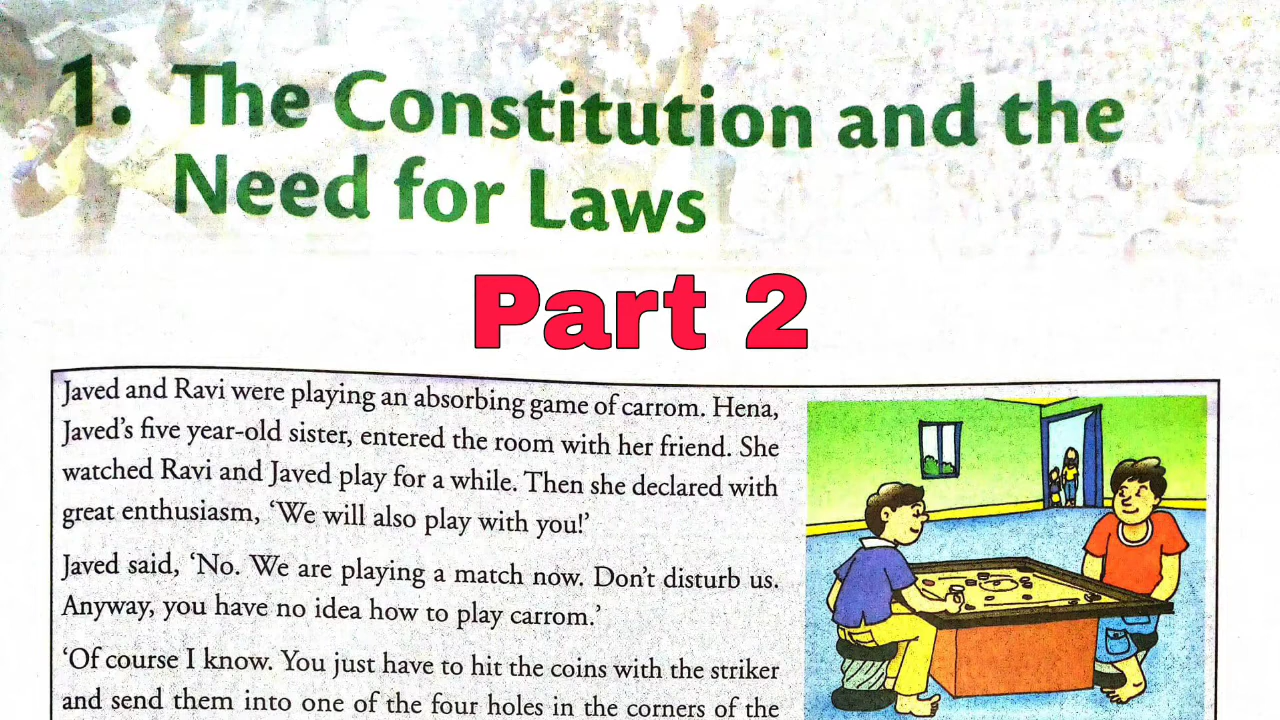 1. The Constitution and the
Need for Laws
Part 2
Javed and Ravi were playing an absorbing game of carrom. Hena,
Javed's five year-old sister, entered the room with her friend. She
watched Ravi and Javed play for a while. Then she declared with
great enthusiasm, 'We will also play with you!'
Javed said, 'No. We are playing a match now. Don't disturb us.
Anyway, you have no idea how to play carrom.'
'Of course I know. You just have to hit the coins with the striker
and send them into one of the four holes in the corners of the